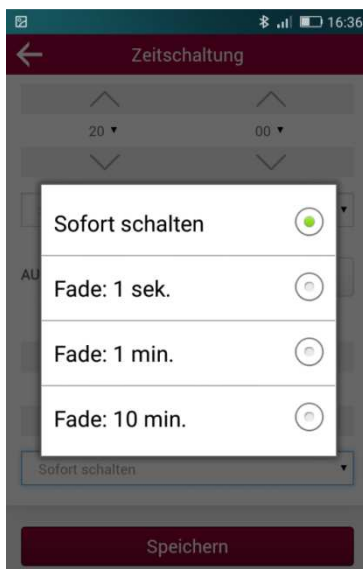 16:36
Zeitschaltung
20 ▾ 00 ▾
Sofort schalten
AU
Fade: 1 sek.
Fade: 1 min.
Fade: 10 min.
Sofort schalten
Speichern